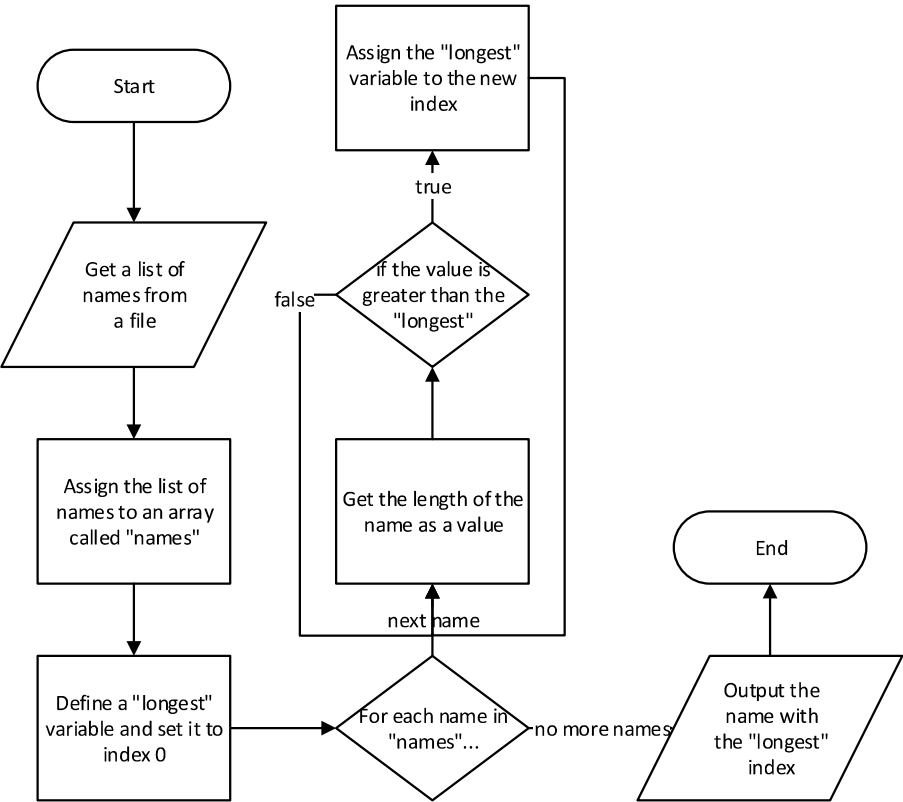 Start
Get a list of
names from
a file
Assign the list of
names to an array
called "names"
Define a "longest"
variable and set it to
index 0
For each name in
"names"...
next name
Get the length of the
name as a value
if the value is
greater than the
"longest"
true
false
Assign the "longest"
variable to the new
index
no more names
Output the
name with
the "longest"
index
End